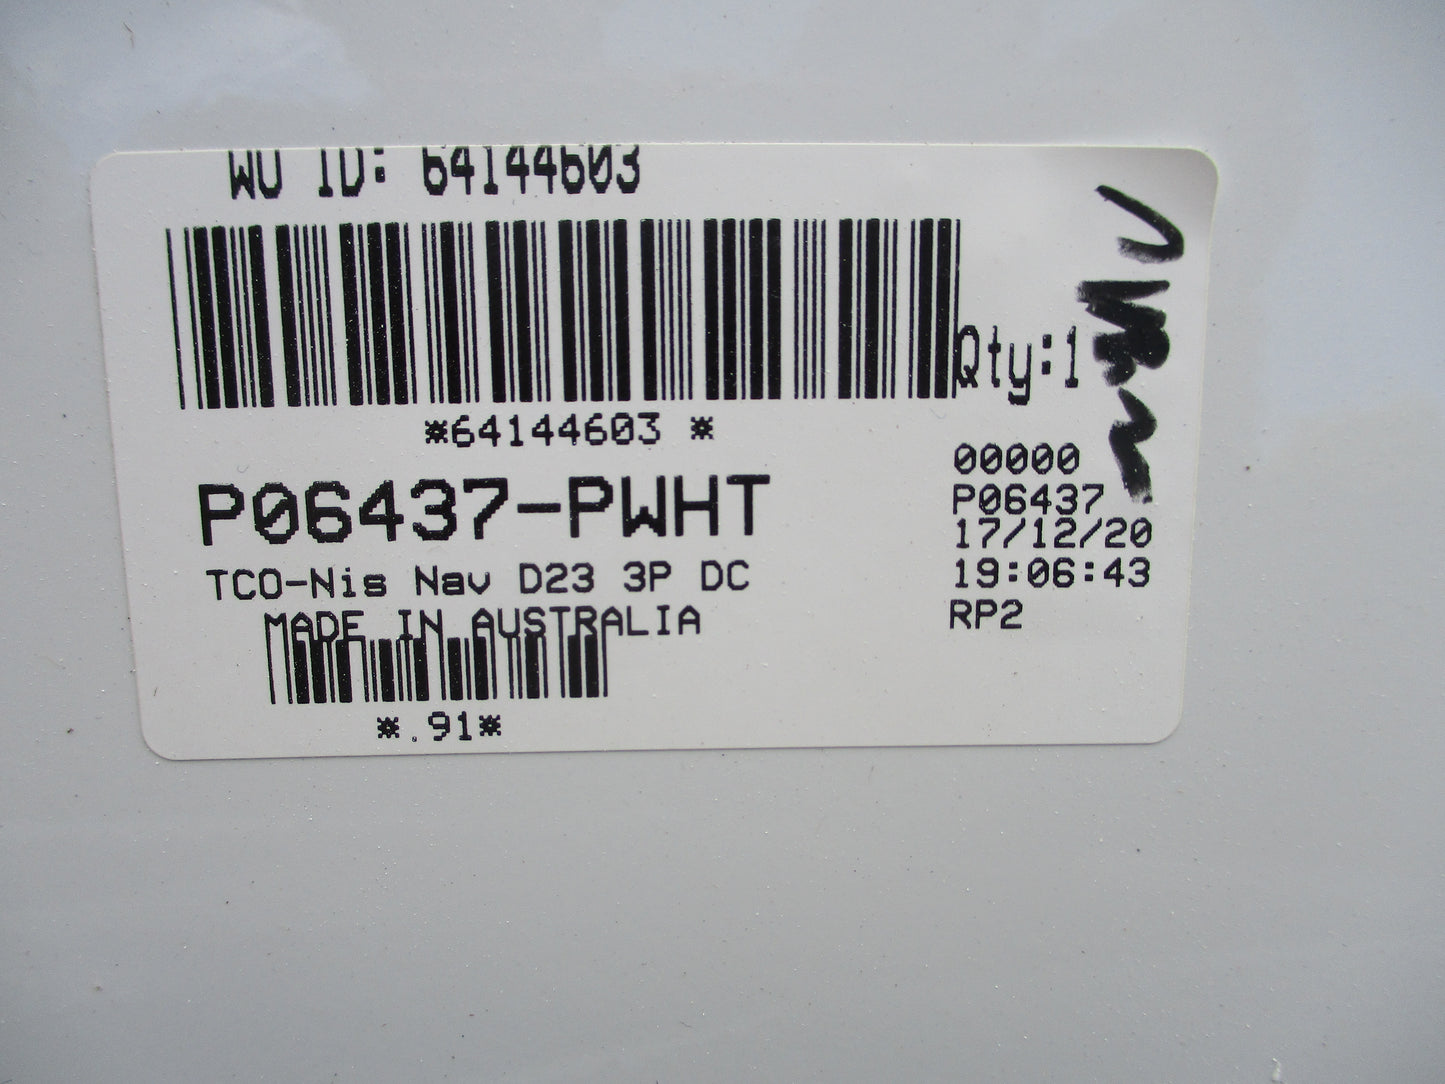 WO ID: 64144603
Qty:1
*64144603 *
P06437-PWHT
TCO-Nis Nav D23 3P DC
MADE IN AUSTRALIA
*.91*
00000
P06437
17/12/20
19:06:43
RP2